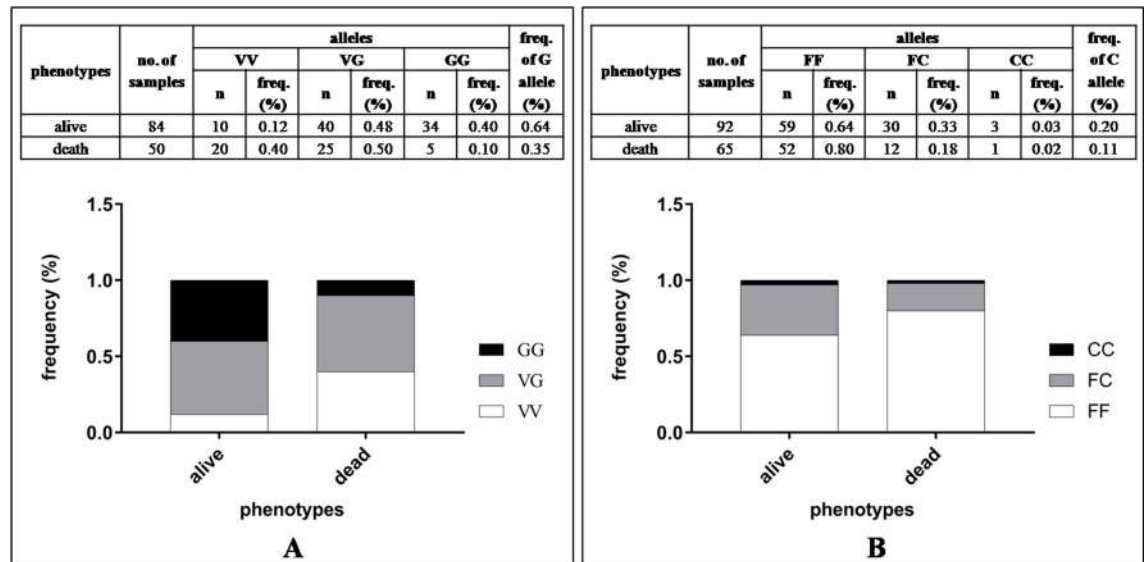 alleles
freq. of G allele (%)
phenotypes
no. of samples
VV
VG
GG
n
freq. (%)
n
freq. (%)
n
freq. (%)
alive 84 10 0.12 40 0.48 34 0.40 0.64
death 50 20 0.40 25 0.50 5 0.10 0.35
1.5
1.0
0.5
0.0
frequency (%)
GG
VG
VV
alive
dead
phenotypes
A
alleles
freq. of C allele (%)
phenotypes
no. of samples
FF
FC
CC
n
freq. (%)
n
freq. (%)
n
freq. (%)
alive 92 59 0.64 30 0.33 3 0.03 0.20
death 65 52 0.80 12 0.18 1 0.02 0.11
1.5
1.0
0.5
0.0
frequency (%)
CC
FC
FF
alive
dead
phenotypes
B